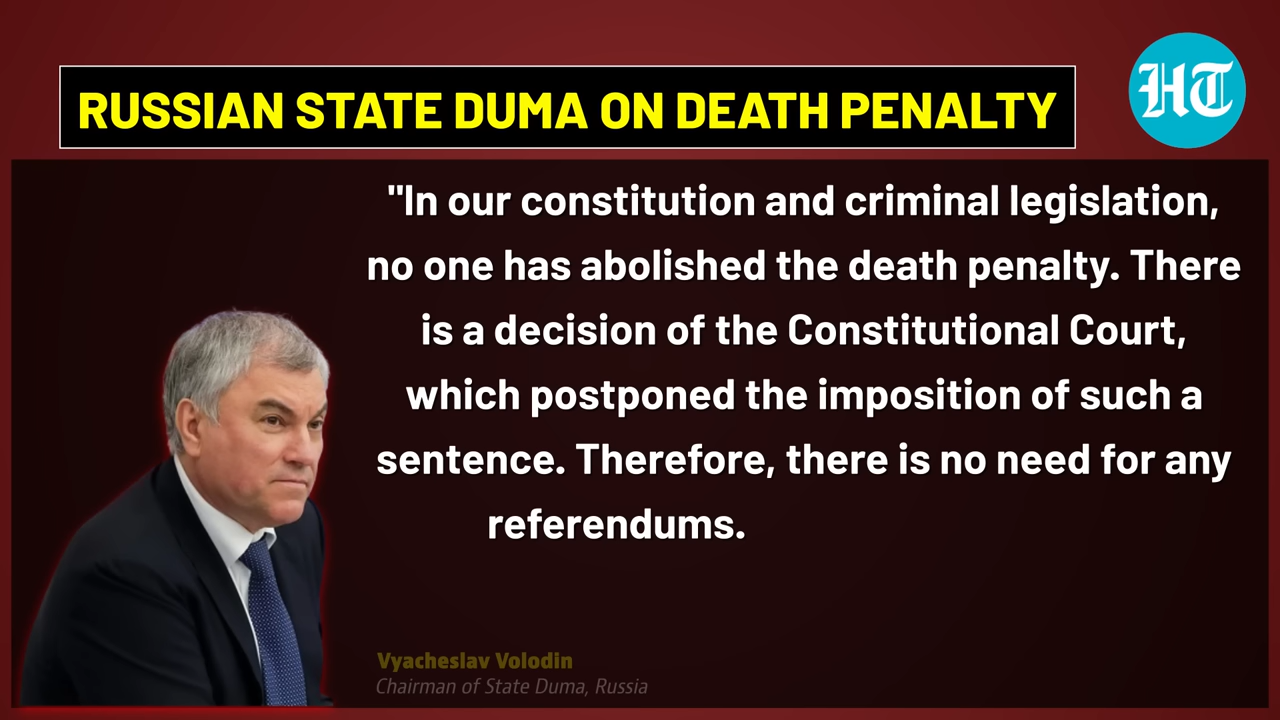 RUSSIAN STATE DUMA ON DEATH PENALTY
HT
"In our constitution and criminal legislation,
no one has abolished the death penalty. There
is a decision of the Constitutional Court,
which postponed the imposition of such a
sentence. Therefore, there is no need for any
referendums.
Vyacheslav Volodin
Chairman of State Duma, Russia